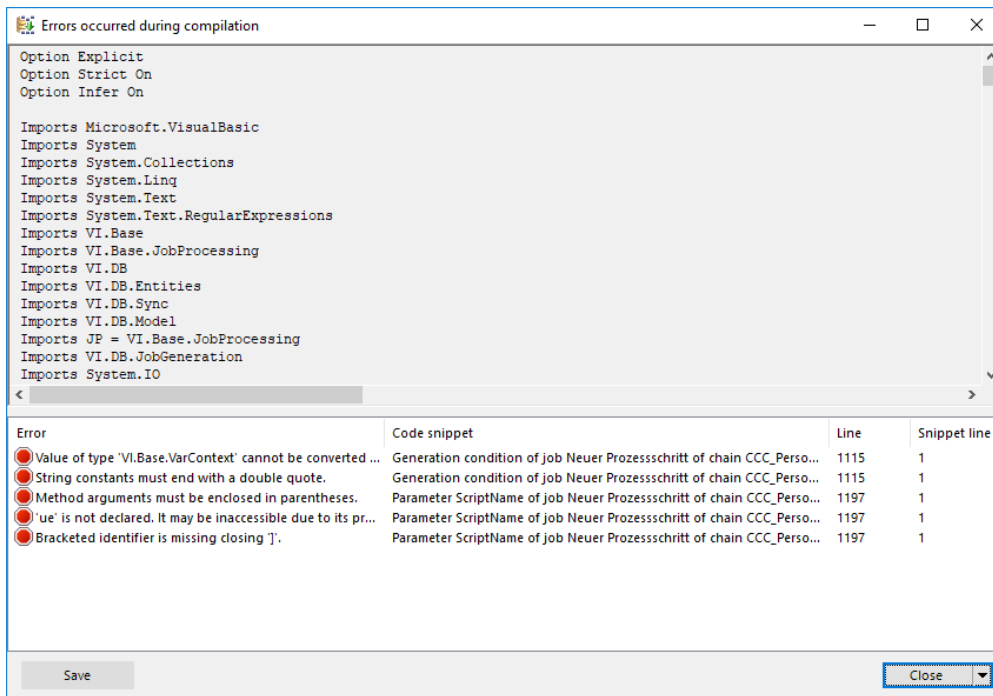 Errors occurred during compilation
Option Explicit
Option Strict On
Option Infer On
Imports Microsoft.VisualBasic
Imports System
Imports System.Collections
Imports System.Linq
Imports System.Text
Imports System.Text.RegularExpressions
Imports VI.Base
Imports VI.Base.JobProcessing
Imports VI.DB
Imports VI.DB.Entities
Imports VI.DB.Sync
Imports VI.DB.Model
Imports JP = VI.Base.JobProcessing
Imports VI.DB.JobGeneration
Imports System.IO
Error Code snippet Line Snippet line
Value of type 'VI.Base.VarContext' cannot be converted ... Generation condition of job Neuer Prozessschritt of chain CCC_Perso... 1115 1
String constants must end with a double quote. Generation condition of job Neuer Prozessschritt of chain CCC_Perso... 1115 1
Method arguments must be enclosed in parentheses. Parameter ScriptName of job Neuer Prozessschritt of chain CCC_Perso... 1197 1
'ue' is not declared. It may be inaccessible due to its pr... Parameter ScriptName of job Neuer Prozessschritt of chain CCC_Perso... 1197 1
Bracketed identifier is missing closing ']'. Parameter ScriptName of job Neuer Prozessschritt of chain CCC_Perso... 1197 1
Save Close